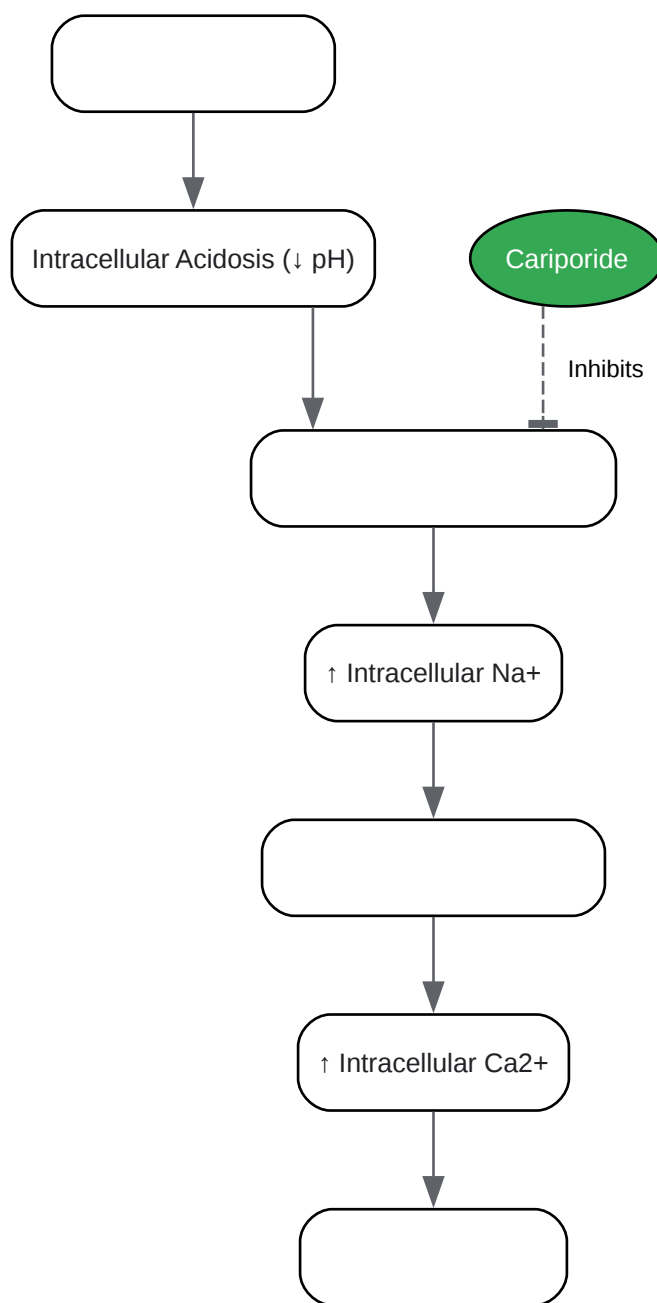 Intracellular Acidosis (↓ pH)
Cariporide
Inhibits
↑ Intracellular Na+
↑ Intracellular Ca2+